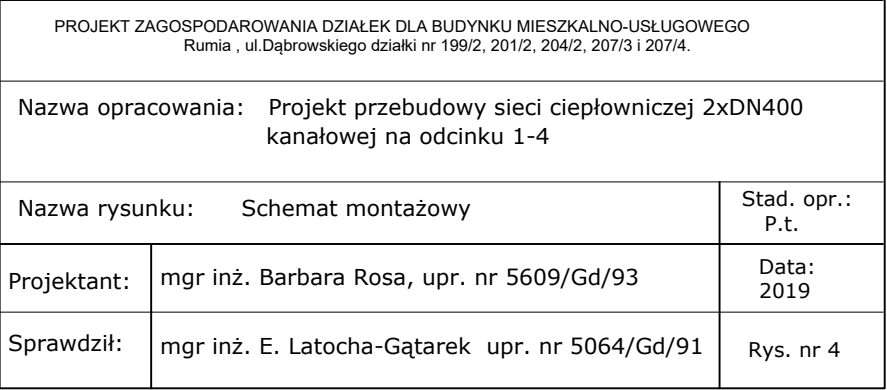 PROJEKT ZAGOSPODAROWANIA DZIAŁEK DLA BUDYNKU MIESZKALNO-USŁUGOWEGO
Rumia , ul.Dąbrowskiego działki nr 199/2, 201/2, 204/2, 207/3 i 207/4.
Nazwa opracowania: Projekt przebudowy sieci ciepłowniczej 2xDN400
kanałowej na odcinku 1-4
Nazwa rysunku: Schemat montażowy
Stad. opr.:
P.t.
Projektant: mgr inż. Barbara Rosa, upr. nr 5609/Gd/93
Data:
2019
Sprawdził: mgr inż. E. Latocha-Gątarek upr. nr 5064/Gd/91
Rys. nr 4